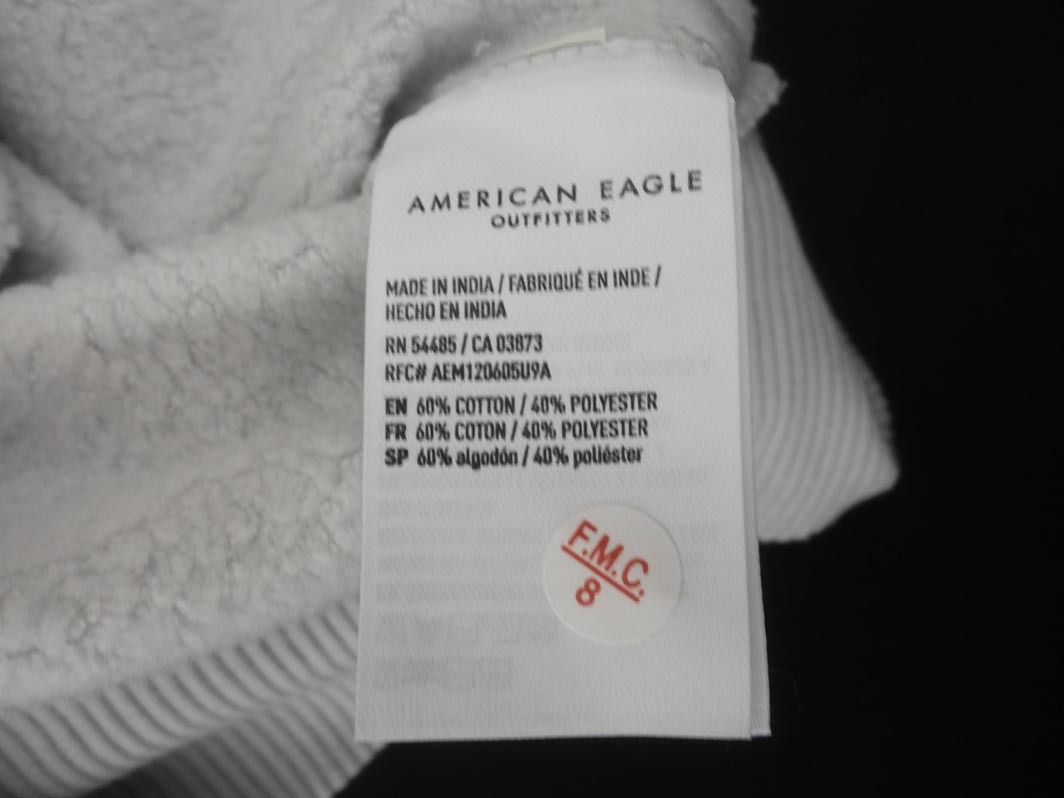 AMERICAN EAGLE
OUTFITTERS
MADE IN INDIA / FABRIQUÉ EN INDE /
HECHO EN INDIA
RN 54485 / CA 03873
RFC# AEM120605U9A
EN 60% COTTON / 40% POLYESTER
FR 60% COTON / 40% POLYESTER
SP 60% algodón / 40% poliéster
F.M.C.
8